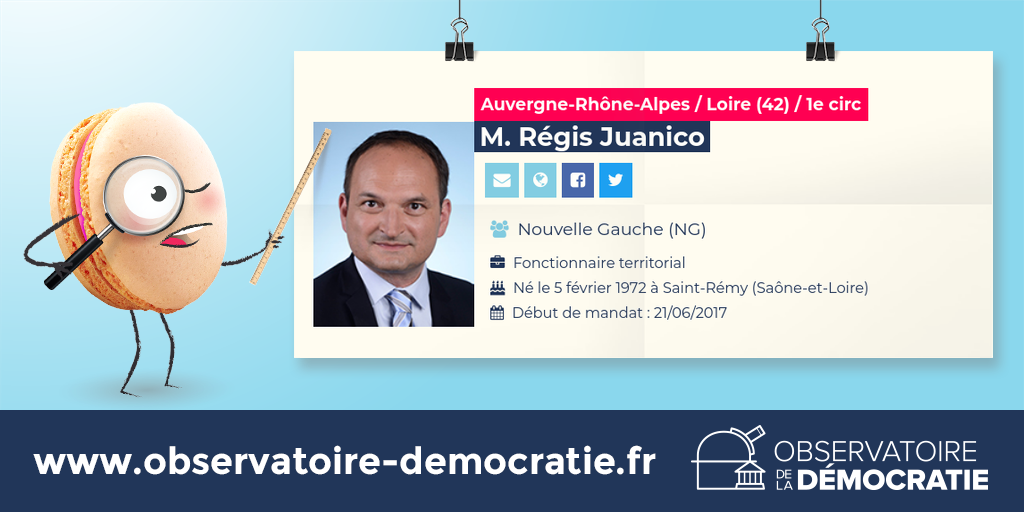 Auvergne-Rhône-Alpes / Loire (42) / 1e circ
M. Régis Juanico
Nouvelle Gauche (NG)
Fonctionnaire territorial
Né le 5 février 1972 à Saint-Rémy (Saône-et-Loire)
Début de mandat : 21/06/2017
www.observatoire-democratie.fr
OBSERVATOIRE
DE LA DÉMOCRATIE